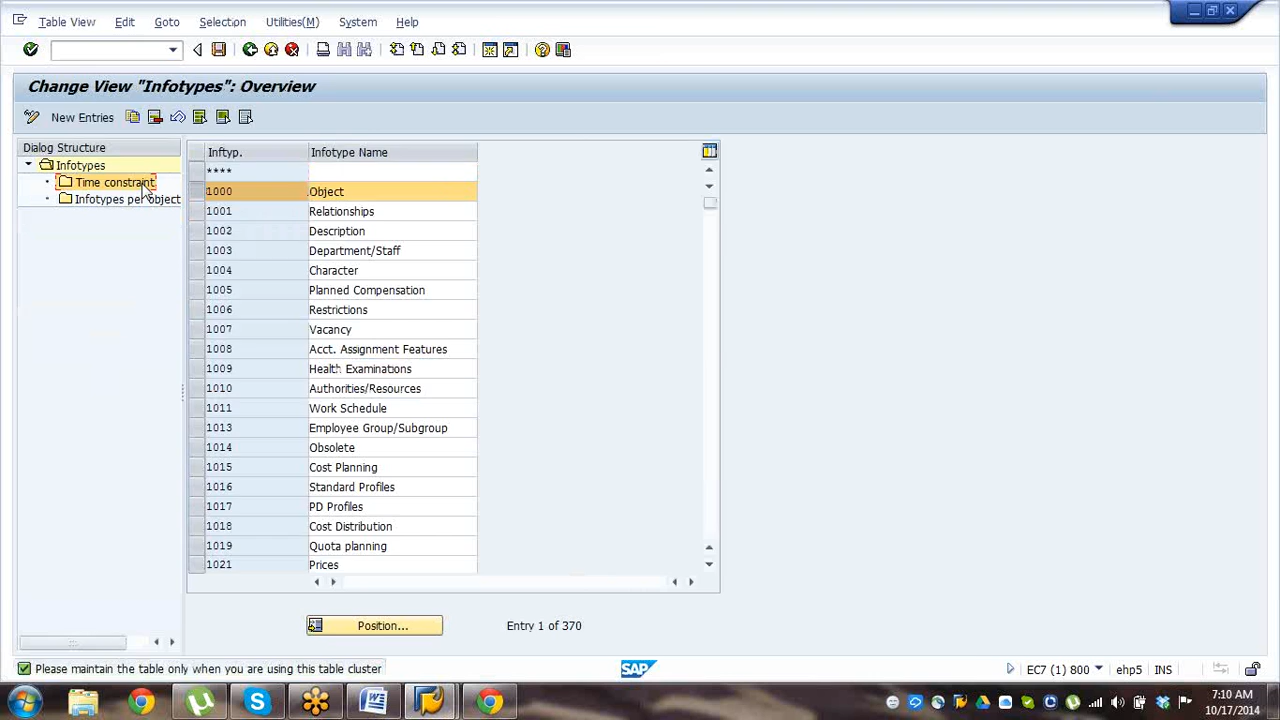 Table View Edit Goto Selection Utilities(M) System Help
Change View "Infotypes": Overview
New Entries
Dialog Structure
Infotypes
Time constraint
Infotypes per object
Inftyp. Infotype Name
****
1000 Object
1001 Relationships
1002 Description
1003 Department/Staff
1004 Character
1005 Planned Compensation
1006 Restrictions
1007 Vacancy
1008 Acct. Assignment Features
1009 Health Examinations
1010 Authorities/Resources
1011 Work Schedule
1013 Employee Group/Subgroup
1014 Obsolete
1015 Cost Planning
1016 Standard Profiles
1017 PD Profiles
1018 Cost Distribution
1019 Quota planning
1021 Prices
Position... Entry 1 of 370
Please maintain the table only when you are using this table cluster
SAP
EC7 (1) 800 ehp5 INS
7:10 AM
10/17/2014